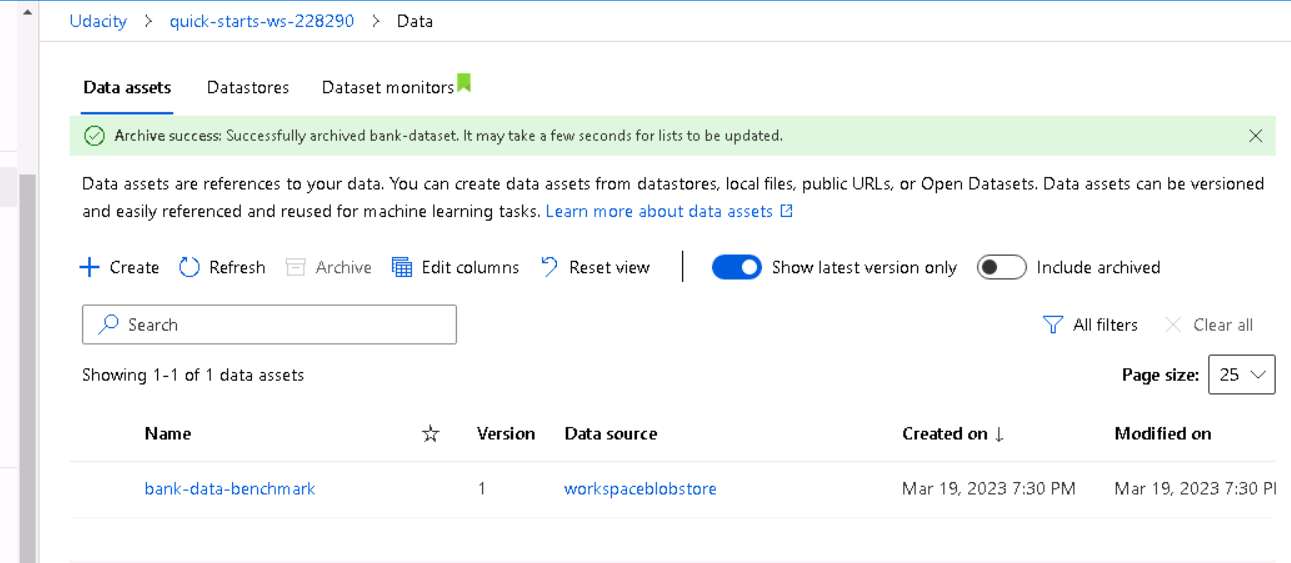 Udacity > quick-starts-ws-228290 > Data
Data assets Datastores Dataset monitors
Archive success: Successfully archived bank-dataset. It may take a few seconds for lists to be updated.
Data assets are references to your data. You can create data assets from datastores, local files, public URLs, or Open Datasets. Data assets can be versioned
and easily referenced and reused for machine learning tasks. Learn more about data assets
Create Refresh Archive Edit columns Reset view Show latest version only Include archived
Search All filters Clear all
Showing 1-1 of 1 data assets Page size: 25
Name Version Data source Created on ↓ Modified on
bank-data-benchmark 1 workspaceblobstore Mar 19, 2023 7:30 PM Mar 19, 2023 7:30 P